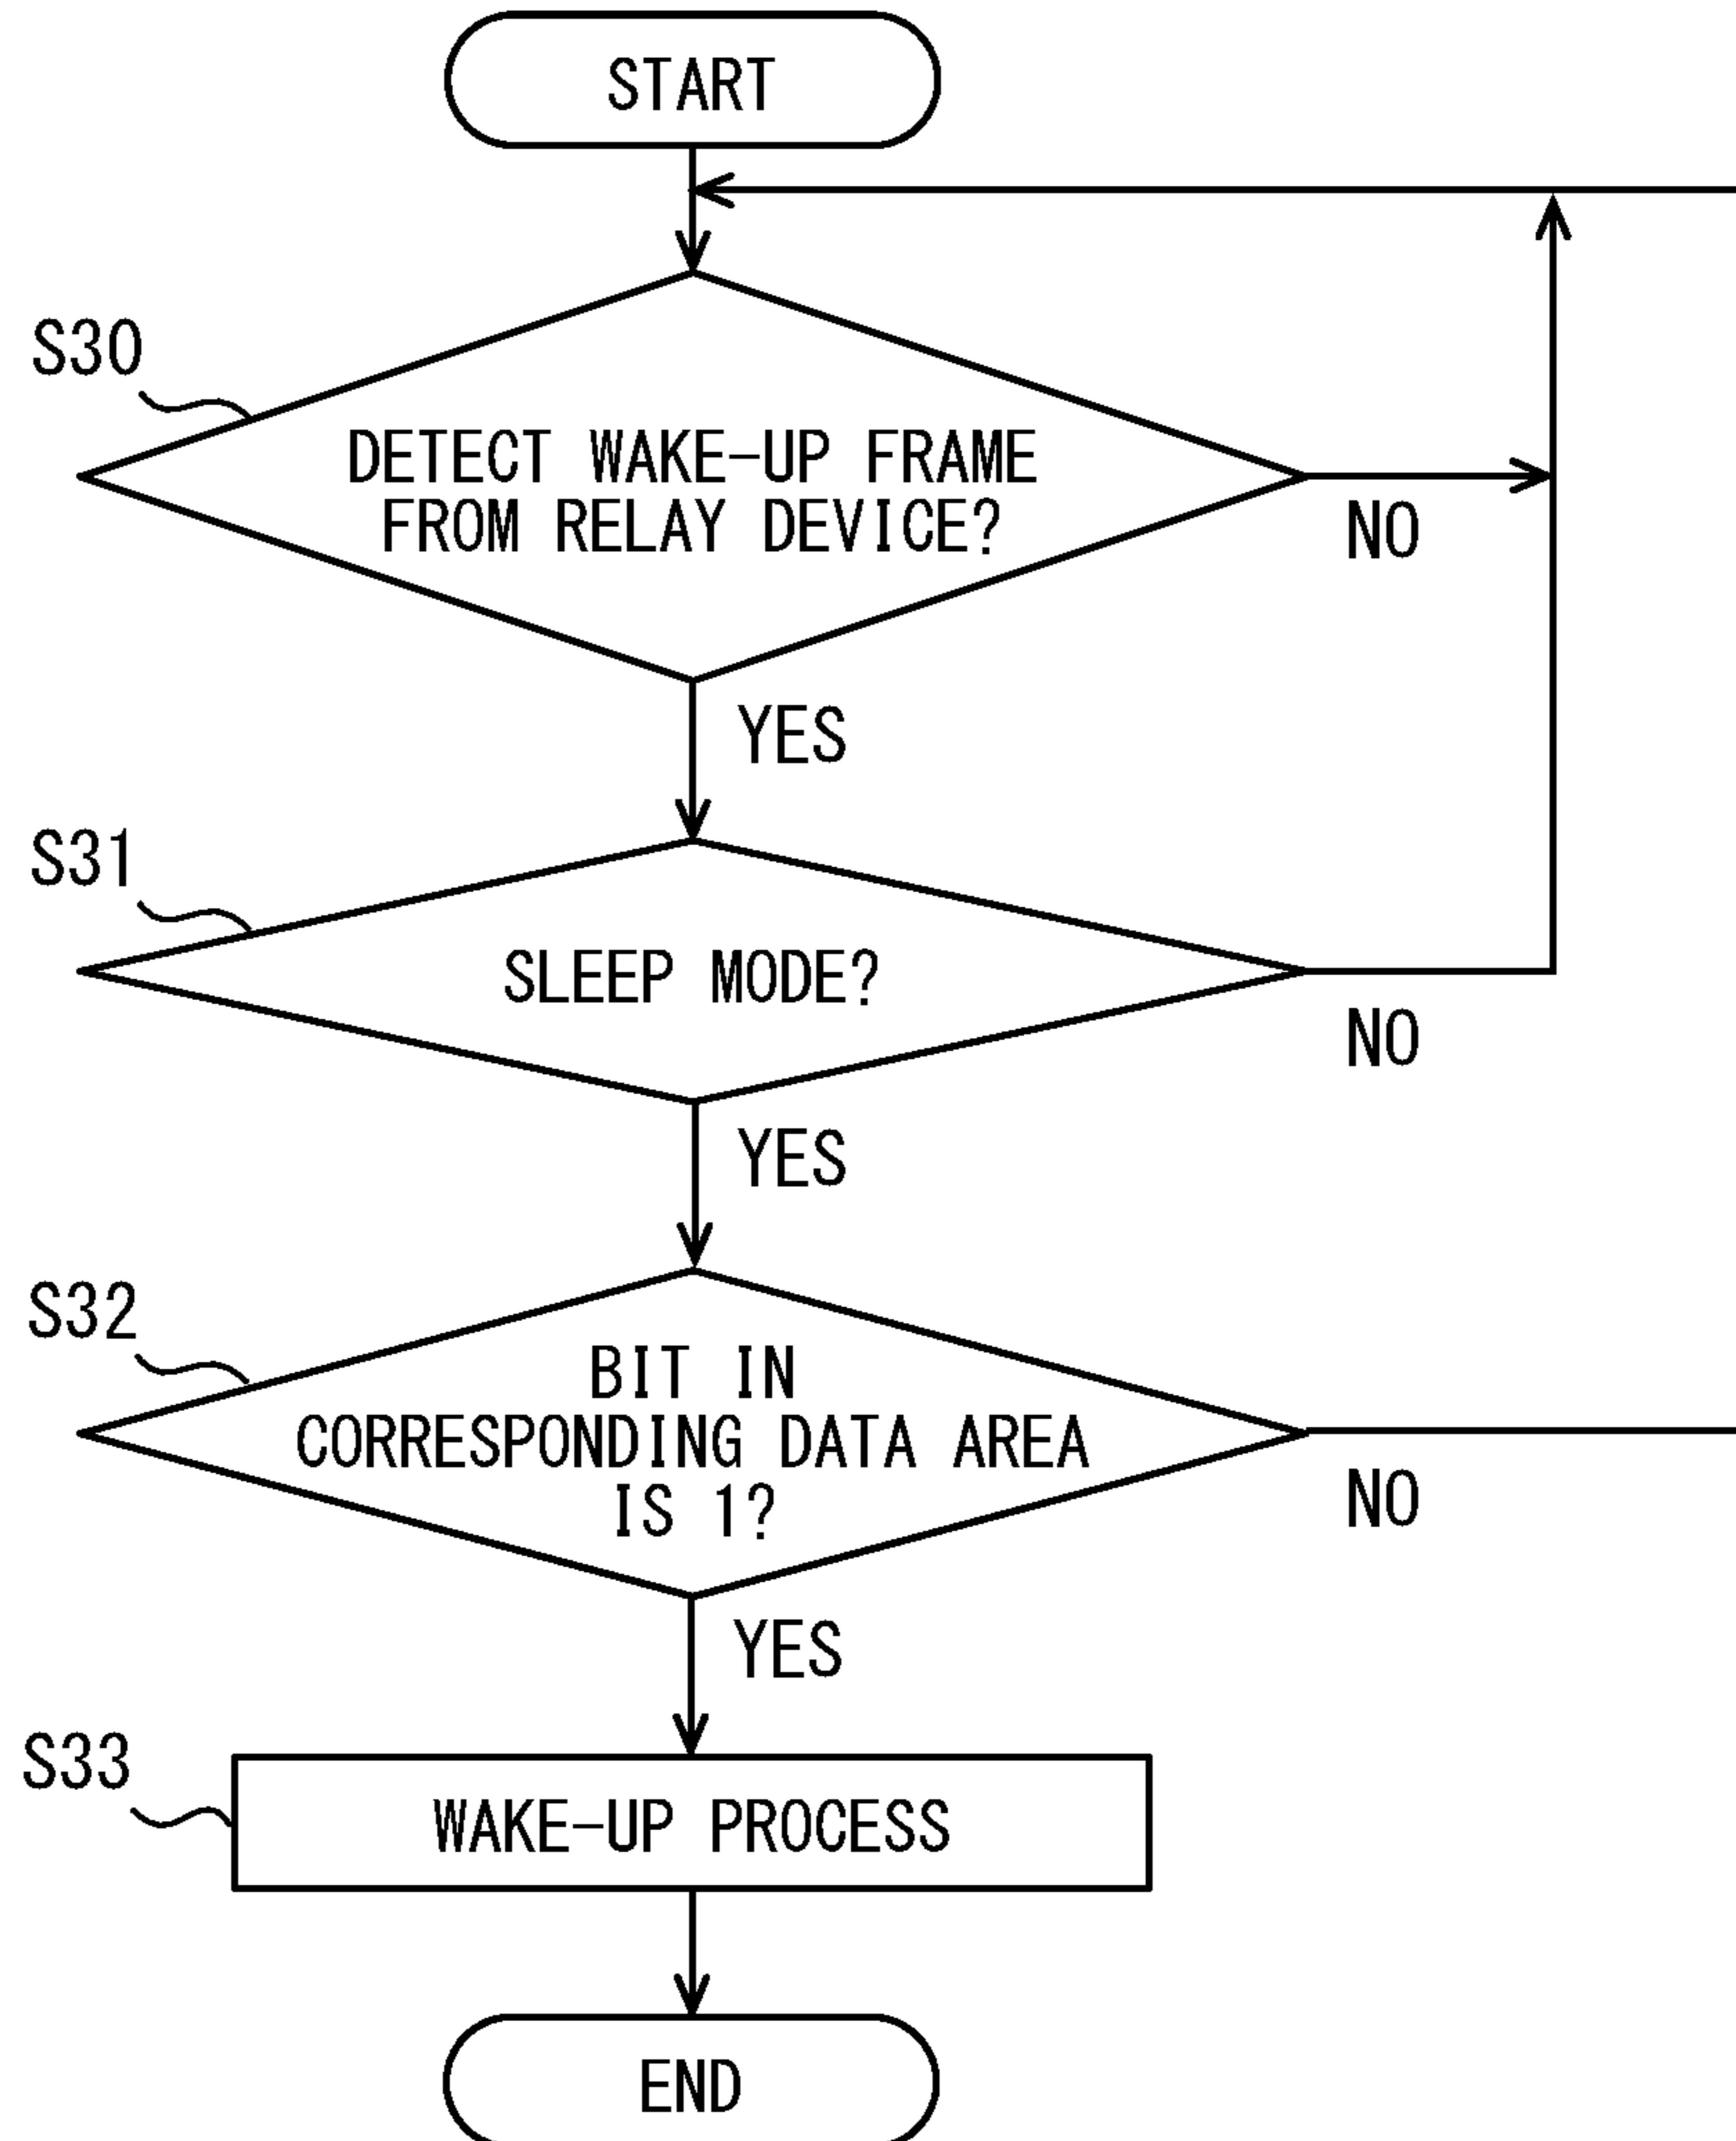 START
S30
DETECT WAKE-UP FRAME
FROM RELAY DEVICE?
NO
YES
S31
SLEEP MODE?
NO
YES
S32
BIT IN
CORRESPONDING DATA AREA
IS 1?
NO
YES
S33
WAKE-UP PROCESS
END